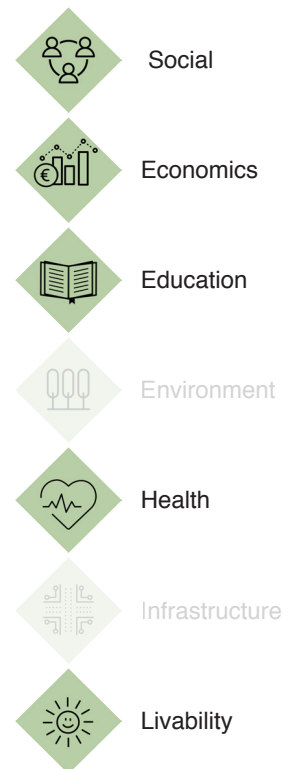 Social
€
Economics
Education
Environment
Health
Infrastructure
Livability